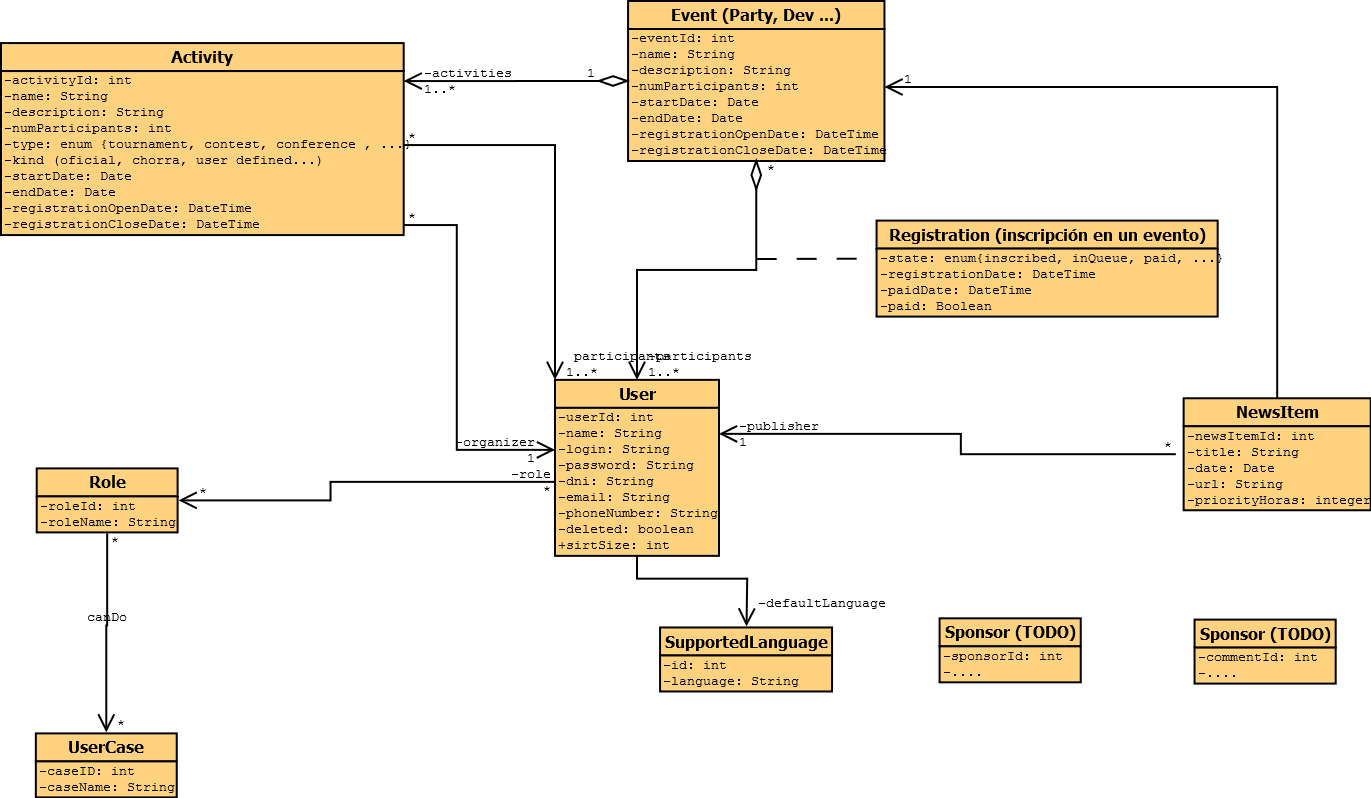 Event (Party, Dev ...)
-eventId: int
-name: String
-description: String
-numParticipants: int
-startDate: Date
-endDate: Date
-registrationOpenDate: DateTime
-registrationCloseDate: DateTime
Activity
-activityId: int
-name: String
-description: String
-numParticipants: int
-type: enum {tournament, contest, conference , ...}
-kind (oficial, chorra, user defined...)
-startDate: Date
-endDate: Date
-registrationOpenDate: DateTime
-registrationCloseDate: DateTime
-activities
1
1..*
1
*
*
*
Registration (inscripción en un evento)
-state: enum{inscribed, inQueue, paid, ...}
-registrationDate: DateTime
-paidDate: DateTime
-paid: Boolean
participants
-participants
1..*
1..*
User
-userId: int
-name: String
-login: String
-password: String
-dni: String
-email: String
-phoneNumber: String
-deleted: boolean
+sirtSize: int
-organizer
1
-role
*
*
-publisher
1
*
NewsItem
-newsItemId: int
-title: String
-date: Date
-url: String
-priorityHoras: integer
Role
-roleId: int
-roleName: String
*
canDo
*
-defaultLanguage
SupportedLanguage
-id: int
-language: String
Sponsor (TODO)
-sponsorId: int
-....
Sponsor (TODO)
-commentId: int
-....
UserCase
-caseID: int
-caseName: String